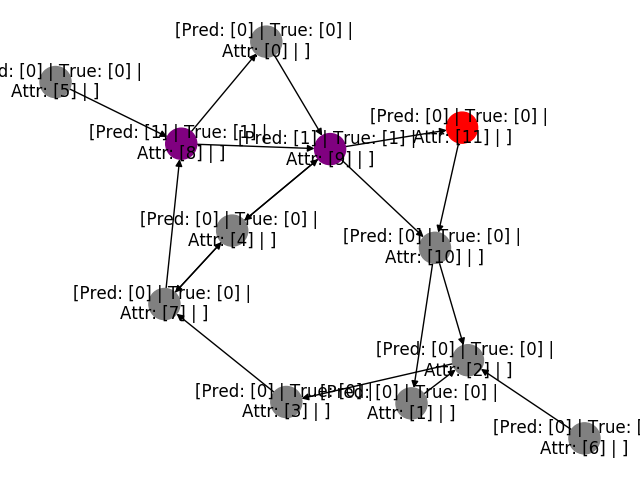 [Pred: [0] | True: [0] |
Attr: [0] | ]
d: [0] | True: [0] |
Attr: [5] | ]
[Pred: [0] | True: [0] |
Attr: [11] | ]
[Pred: [1] | True: [1] |
Attr: [8] | ]
[Pred: [1] | True: [1] |
Attr: [9] | ]
[Pred: [0] | True: [0] |
Attr: [4] | ]
[Pred: [0] | True: [0] |
Attr: [10] | ]
[Pred: [0] | True: [0] |
Attr: [7] | ]
[Pred: [0] | True: [0] |
Attr: [2] | ]
[Pred: [0] | True: [0] |
Attr: [3] | ]
[Pred: [0] | True: [0] |
Attr: [1] | ]
[Pred: [0] | True: [
Attr: [6] | ]